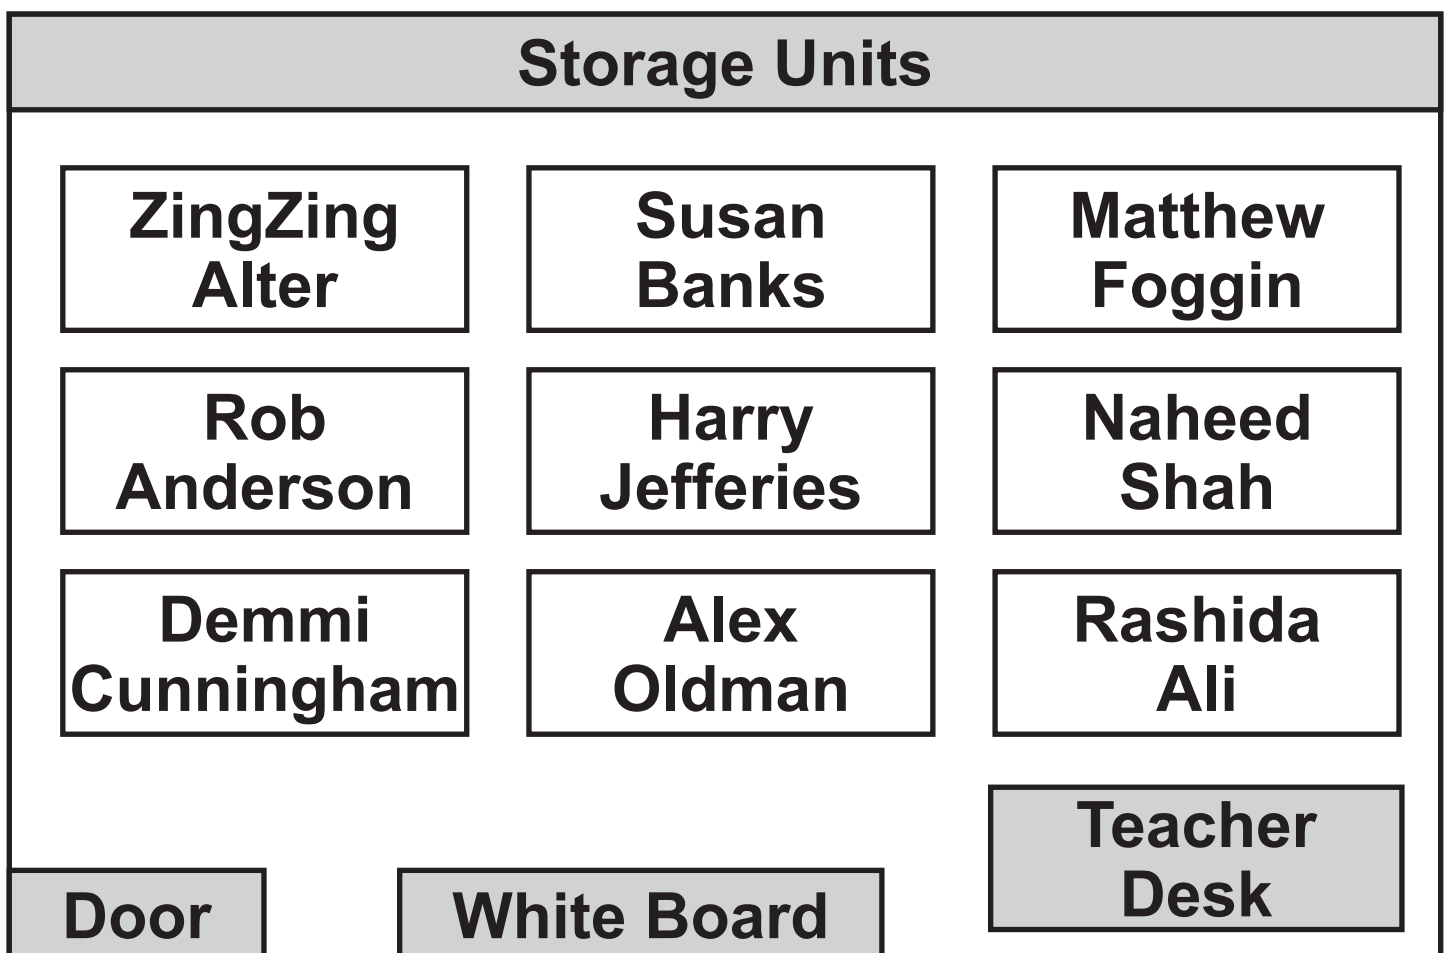 Storage Units
ZingZing
Alter
Susan
Banks
Matthew
Foggin
Rob
Anderson
Harry
Jefferies
Naheed
Shah
Demmi
Cunningham
Alex
Oldman
Rashida
Ali
Teacher
Desk
Door
White Board